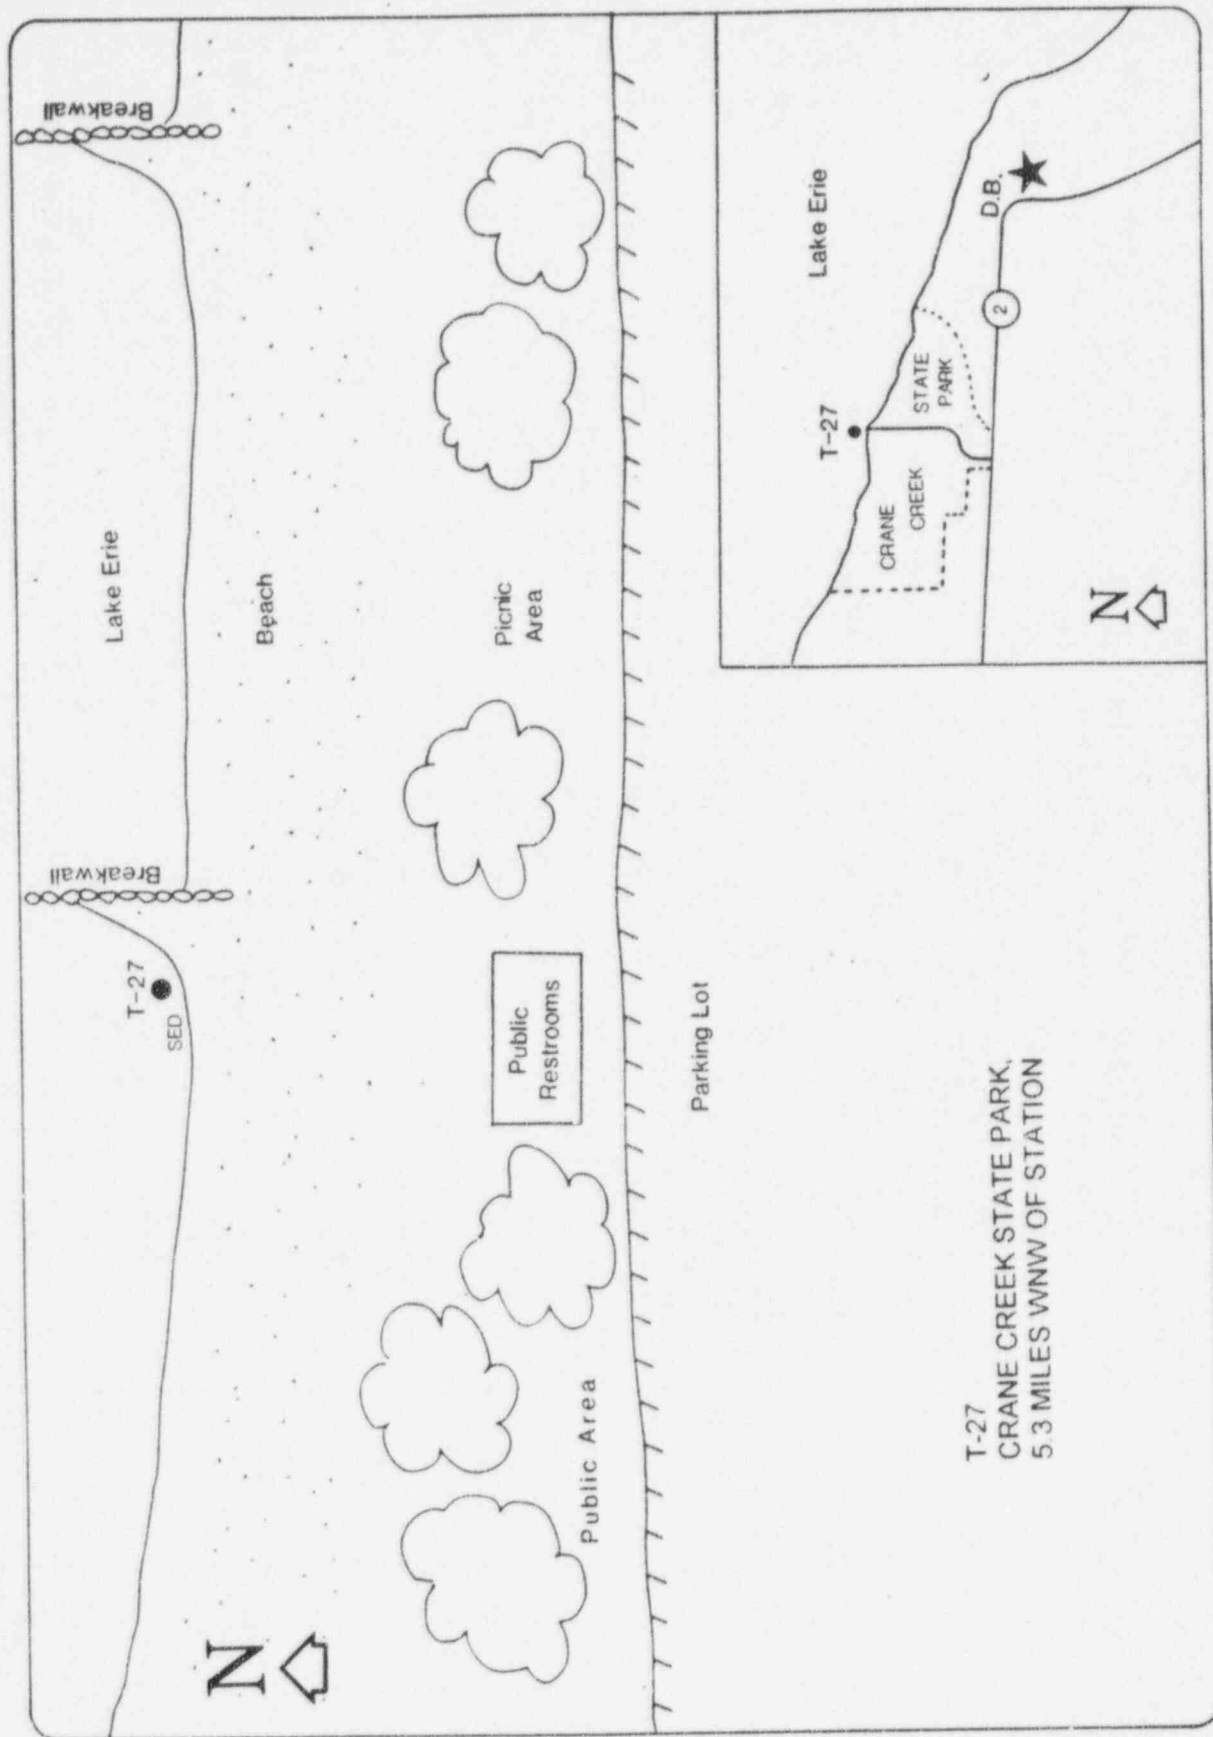 Lake Erie
Breakwall
Breakwall
T-27
SED
Beach
N
Picnic
Area
Public
Restrooms
Public Area
Parking Lot
Lake Erie
T-27
D.B.
STATE
PARK
CRANE
CREEK
2
N
T-27
CRANE CREEK STATE PARK,
5.3 MILES WNW OF STATION